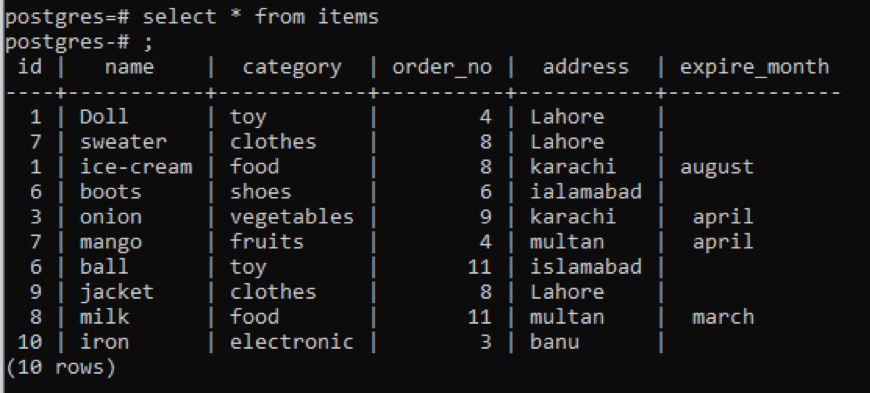 postgres=# select * from items
postgres-# ;
 id |   name    |  category  | order_no |  address  | expire_month
----+-----------+------------+----------+-----------+--------------
  1 | Doll      | toy        |        4 | Lahore    |
  7 | sweater   | clothes    |        8 | Lahore    |
  1 | ice-cream | food       |        8 | karachi   | august
  6 | boots     | shoes      |        6 | ialamabad |
  3 | onion     | vegetables |        9 | karachi   |  april
  7 | mango     | fruits     |        4 | multan    |  april
  6 | ball      | toy        |       11 | islamabad |
  9 | jacket    | clothes    |        8 | Lahore    |
  8 | milk      | food       |       11 | multan    |  march
 10 | iron      | electronic |        3 | banu      |
(10 rows)